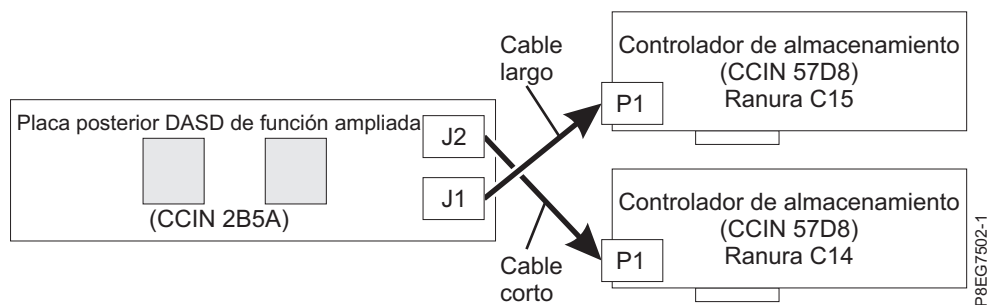 Placa posterior DASD de función ampliada
(CCIN 2B5A)
J2
J1
Cable
largo
Cable
corto
P1
Controlador de almacenamiento
(CCIN 57D8)
Ranura C15
P1
Controlador de almacenamiento
(CCIN 57D8)
Ranura C14
P8EG7502-1